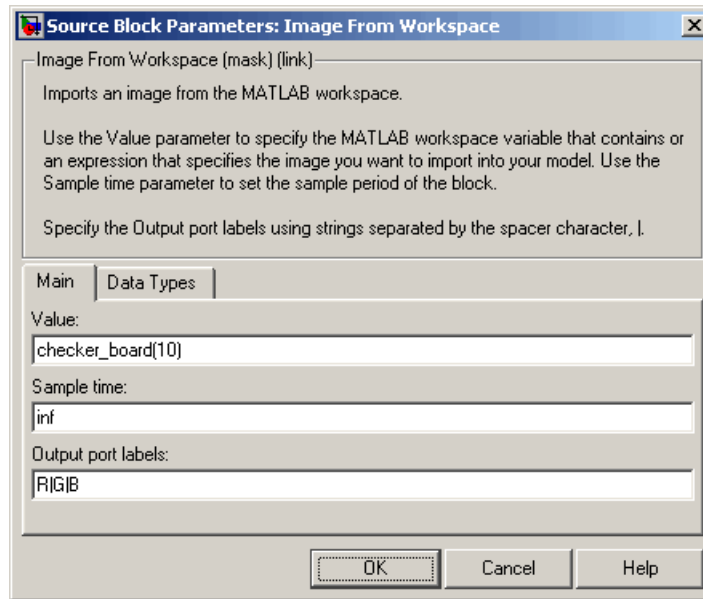 Source Block Parameters: Image From Workspace
Image From Workspace (mask) (link)
Imports an image from the MATLAB workspace.
Use the Value parameter to specify the MATLAB workspace variable that contains or
an expression that specifies the image you want to import into your model. Use the
Sample time parameter to set the sample period of the block.
Specify the Output port labels using strings separated by the spacer character, |.
Main Data Types
Value:
checker_board(10)
Sample time:
inf
Output port labels:
R|G|B
OK Cancel Help